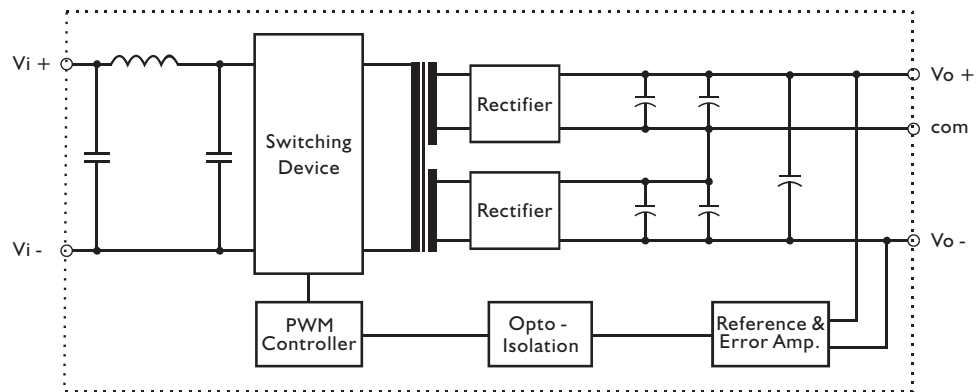 Vi +
Switching
Device
Rectifier
Vo +
com
Rectifier
Vi -
Vo -
PWM
Controller
Opto -
Isolation
Reference &
Error Amp.